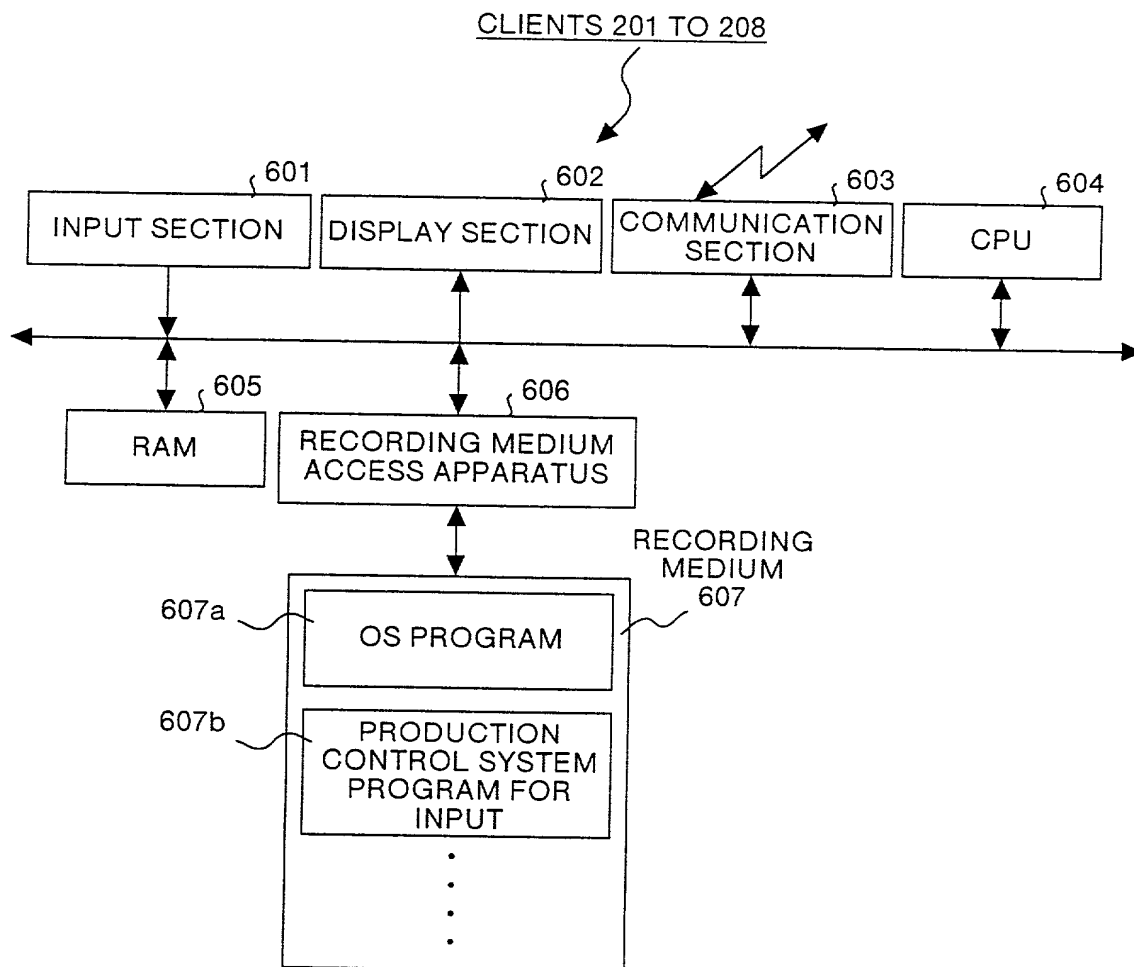 CLIENTS 201 TO 208
601
602
603
604
INPUT SECTION
DISPLAY SECTION
COMMUNICATION
SECTION
CPU
605
606
RAM
RECORDING MEDIUM
ACCESS APPARATUS
RECORDING
MEDIUM
607
607a
OS PROGRAM
607b
PRODUCTION
CONTROL SYSTEM
PROGRAM FOR
INPUT